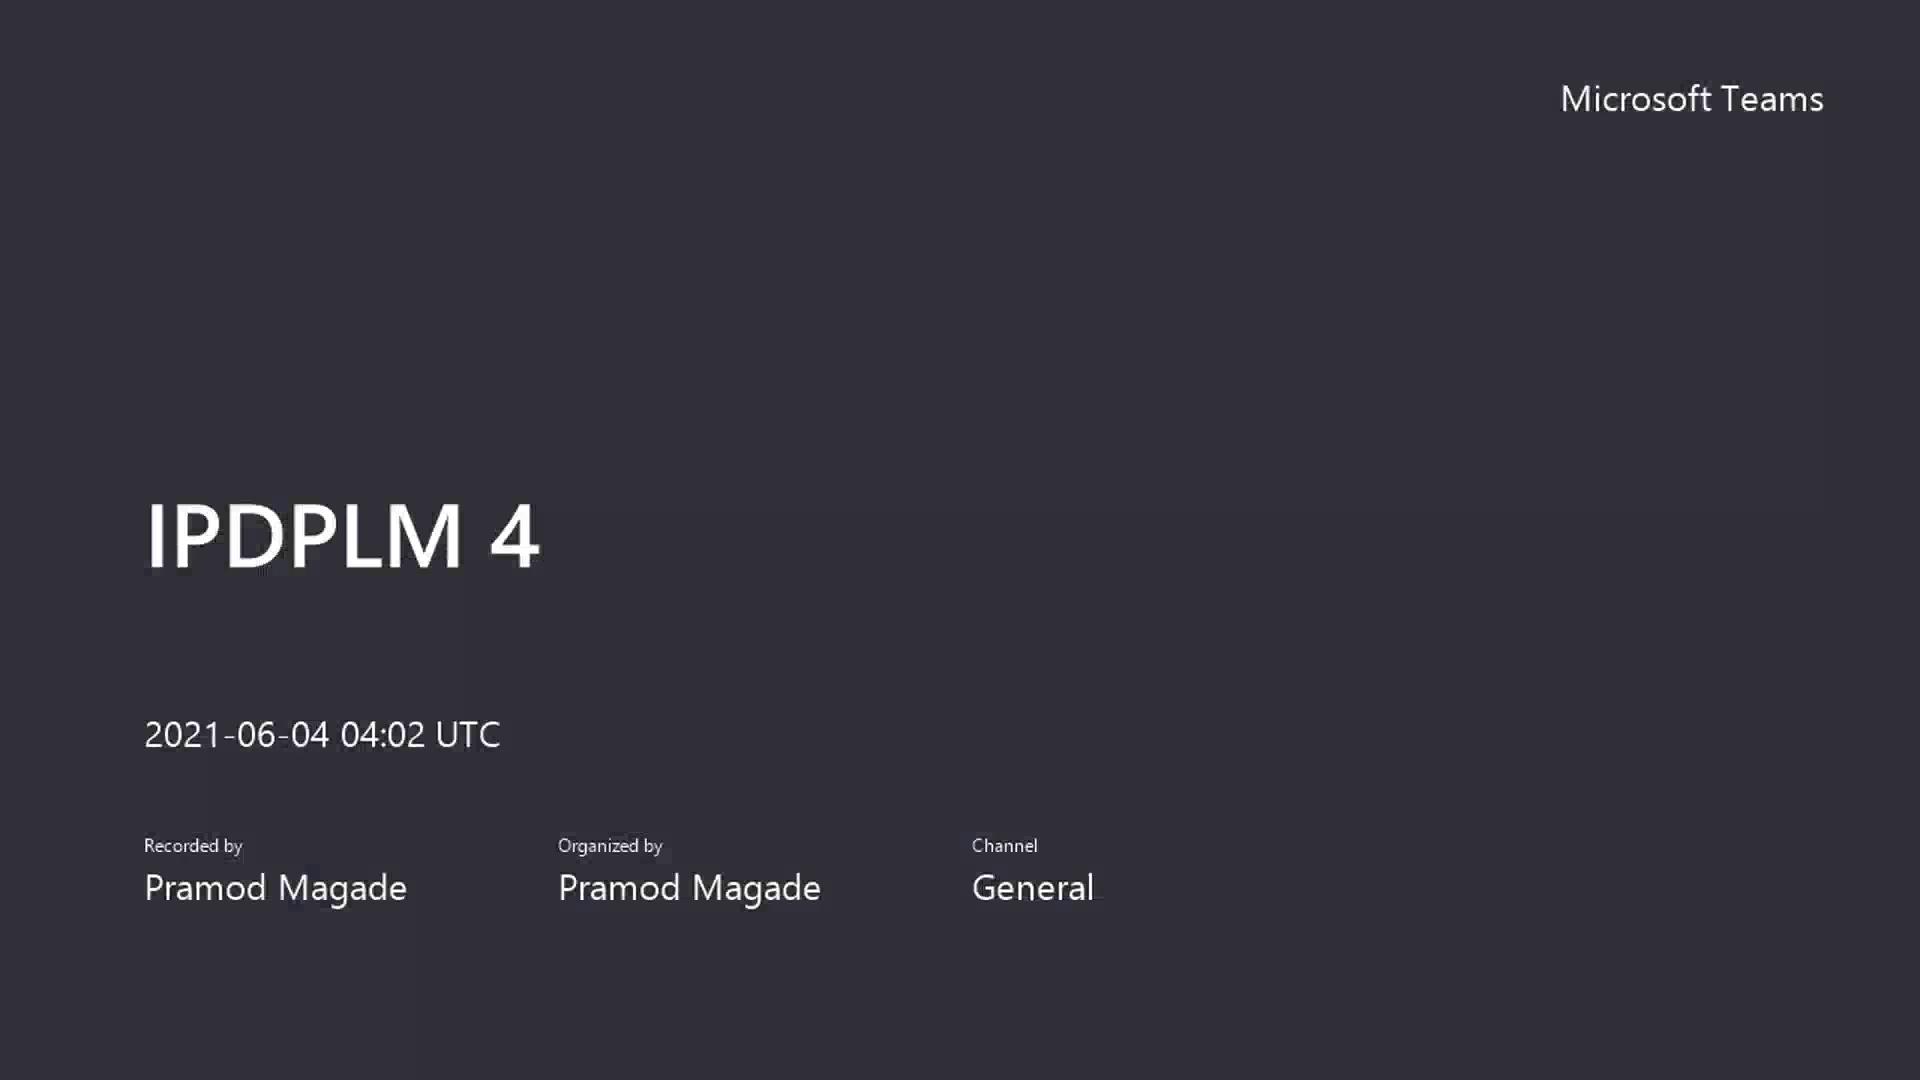 Microsoft Teams
IPDPLM 4
2021-06-04 04:02 UTC
Recorded by
Pramod Magade
Organized by
Pramod Magade
Channel
General